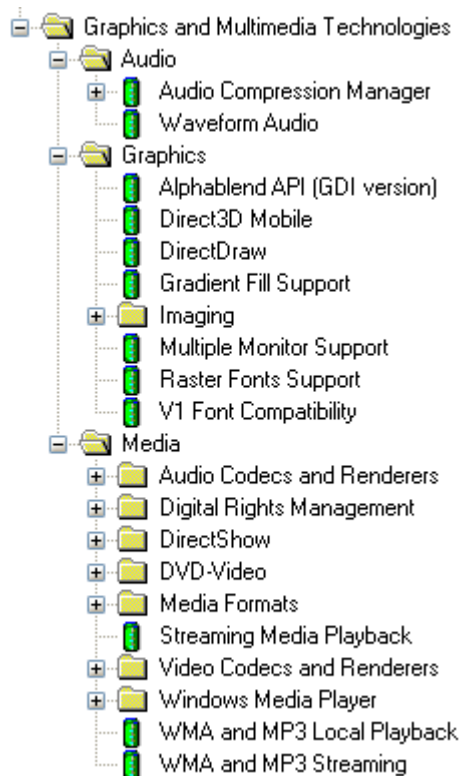 Graphics and Multimedia Technologies
Audio
Audio Compression Manager
Waveform Audio
Graphics
Alphablend API (GDI version)
Direct3D Mobile
DirectDraw
Gradient Fill Support
Imaging
Multiple Monitor Support
Raster Fonts Support
V1 Font Compatibility
Media
Audio Codecs and Renderers
Digital Rights Management
DirectShow
DVD-Video
Media Formats
Streaming Media Playback
Video Codecs and Renderers
Windows Media Player
WMA and MP3 Local Playback
WMA and MP3 Streaming